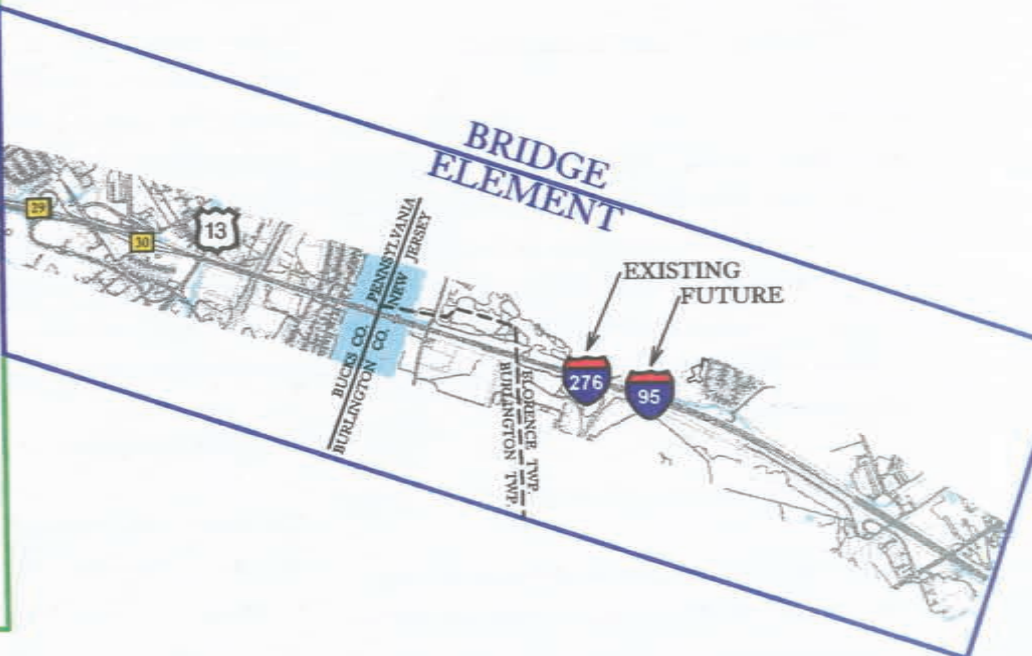 BRIDGE
ELEMENT
29
30
13
PENNSYLVANIA
NEW JERSEY
BUCKS CO.
BURLINGTON CO.
EXISTING
FUTURE
276
95
FLORENCE TWP.
BURLINGTON TWP.